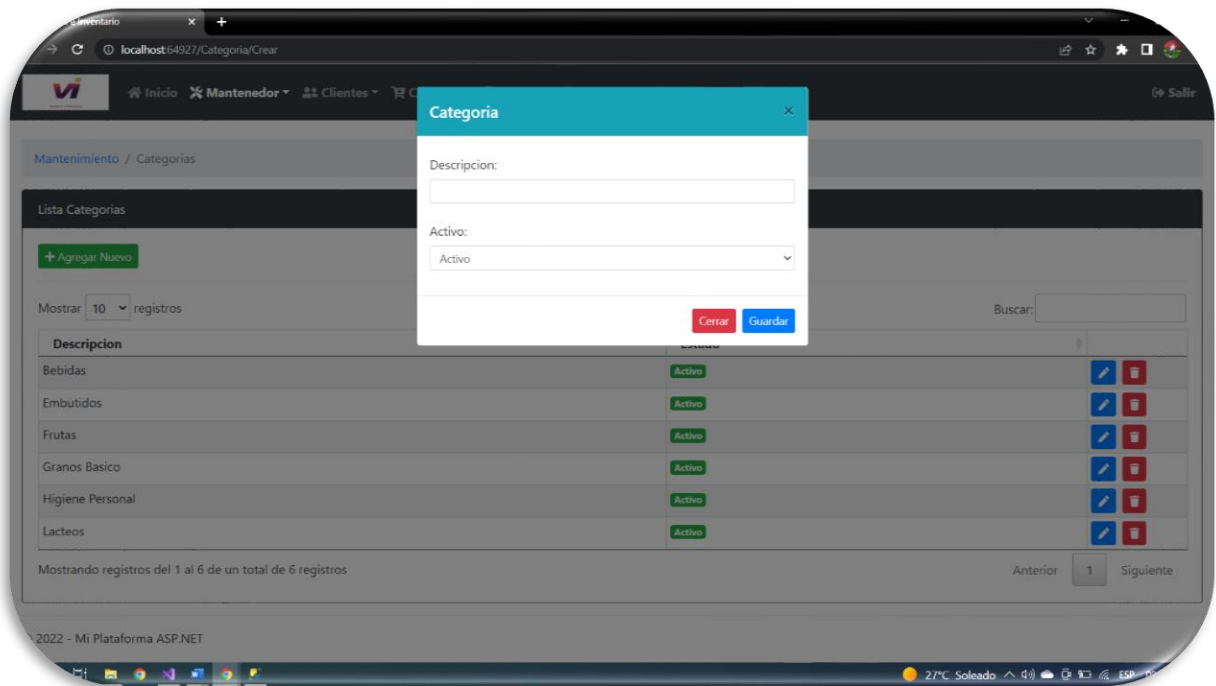 e inventario
localhost:64927/Categoria/Crear
VI
Inicio Mantenedor Clientes
Salir
Categoria
Mantenimiento / Categorias
Descripcion:
Lista Categorias
Activo:
Agregar Nuevo
Activo
Mostrar 10 registros
Buscar:
Cerrar Guardar
Descripcion Estado
Bebidas Activo
Embutidos Activo
Frutas Activo
Granos Basico Activo
Higiene Personal Activo
Lacteos Activo
Mostrando registros del 1 al 6 de un total de 6 registros
Anterior 1 Siguiente
2022 - Mi Plataforma ASP.NET
27°C Soleado ESP